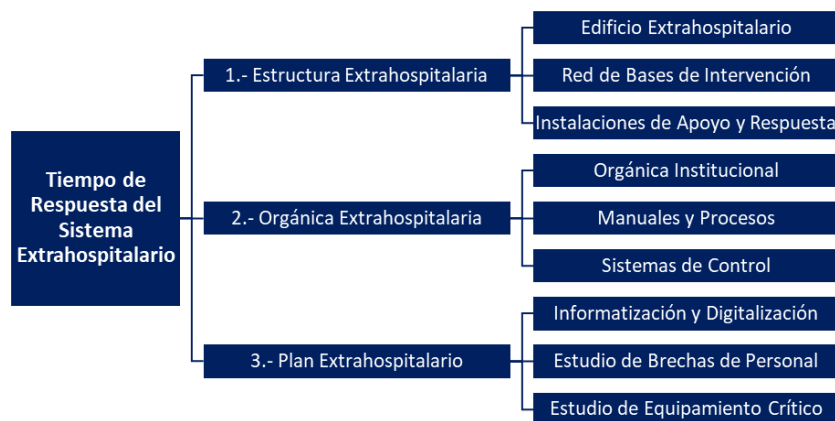 Tiempo de
Respuesta del
Sistema
Extrahospitalario
1.- Estructura Extrahospitalaria
Edificio Extrahospitalario
Red de Bases de Intervención
Instalaciones de Apoyo y Respuesta
2.- Orgánica Extrahospitalaria
Orgánica Institucional
Manuales y Procesos
Sistemas de Control
3.- Plan Extrahospitalario
Informatización y Digitalización
Estudio de Brechas de Personal
Estudio de Equipamiento Crítico